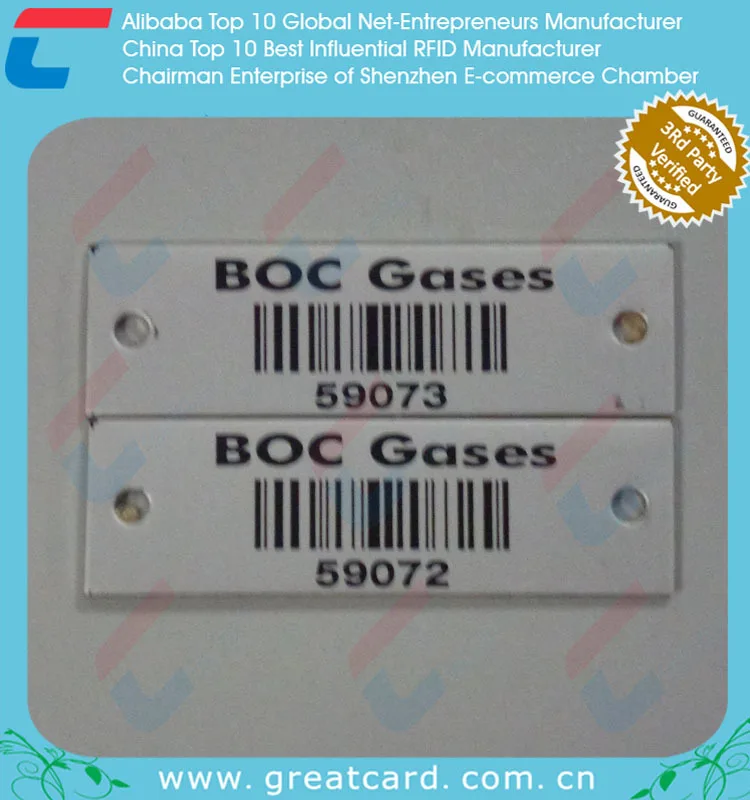 Alibaba Top 10 Global Net-Entrepreneurs Manufacturer
China Top 10 Best Influential RFID Manufacturer
Chairman Enterprise of Shenzhen E-commerce Chamber
GUARANTEED
3Rd Party
Verified
GUARANTEED
BOC Gases
59073
BOC Gases
59072
www.greatcard.com.cn